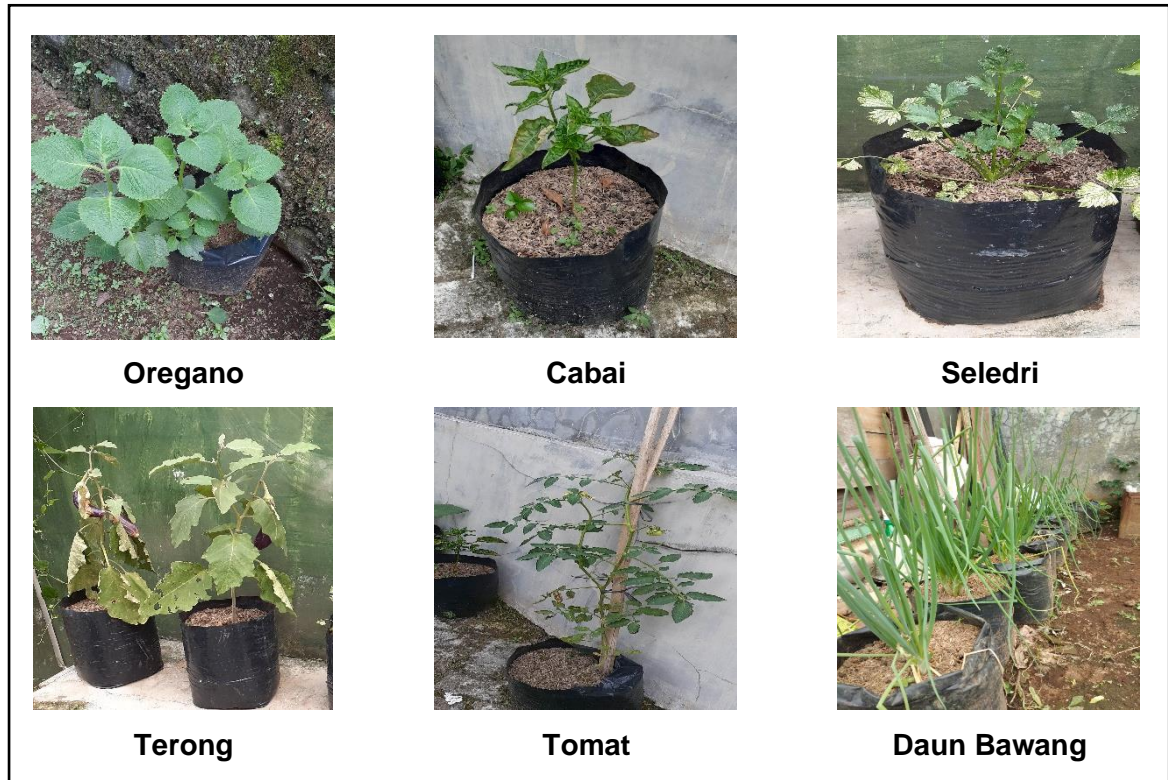 Oregano
Cabai
Seledri
Terong
Tomat
Daun Bawang